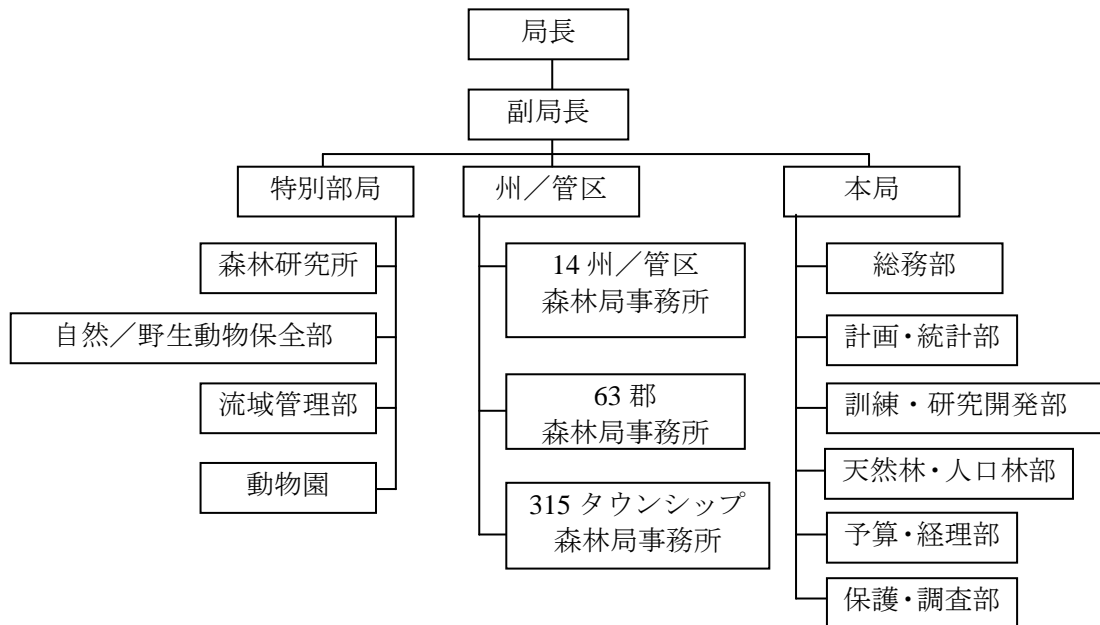 局長
副局長
特別部局
州／管区
本局
森林研究所
自然／野生動物保全部
流域管理部
動物園
14 州／管区
森林局事務所
63 郡
森林局事務所
315 タウンシップ
森林局事務所
総務部
計画・統計部
訓練・研究開発部
天然林・人口林部
予算・経理部
保護・調査部